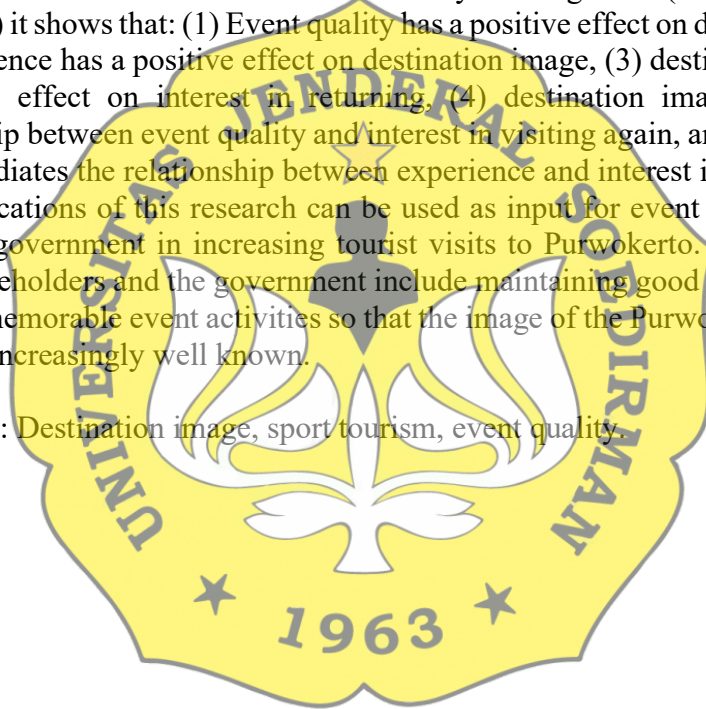 ) it shows that: (1) Event quality has a positive effect on d
ence has a positive effect on destination image, (3) desti
effect on interest in returning, (4) destination ima
ip between event quality and interest in visiting again, an
diates the relationship between experience and interest i
cations of this research can be used as input for event
government in increasing tourist visits to Purwokerto.
eholders and the government include maintaining good
nemorable event activities so that the image of the Purwo
ncreasingly well known.
: Destination image, sport tourism, event quality.
UNIVERSITAS JENDERAL SOEDIRMAN
★ 1963 ★